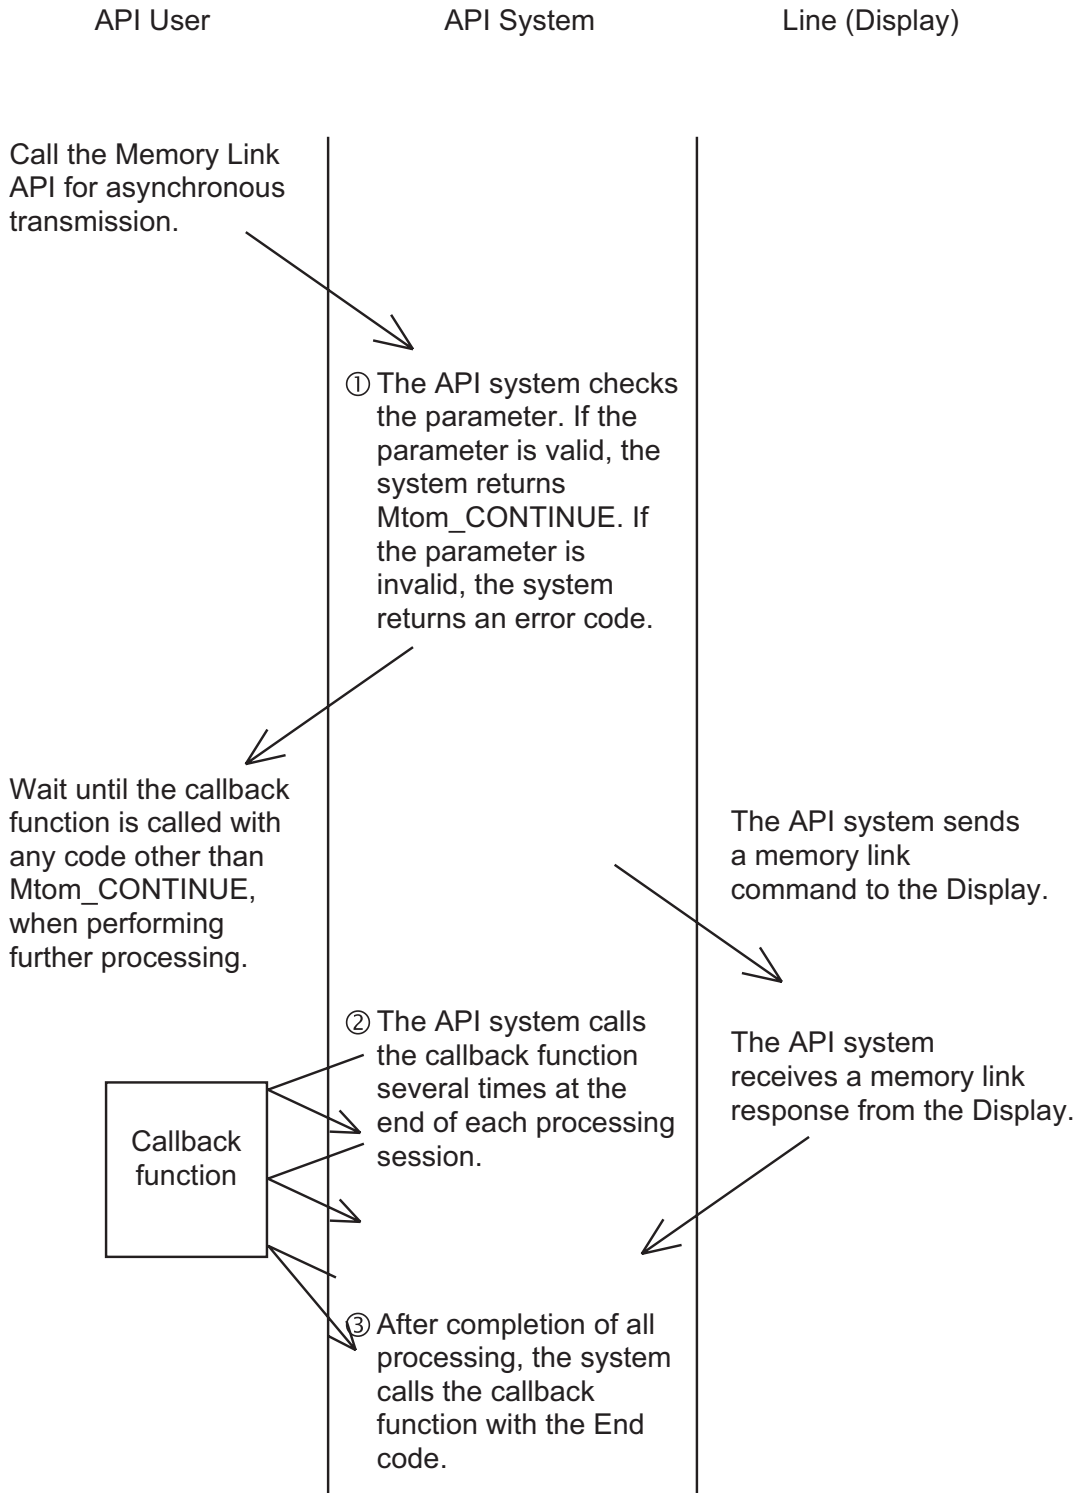 API User
API System
Line (Display)
Call the Memory Link
API for asynchronous
transmission.
① The API system checks
the parameter. If the
parameter is valid, the
system returns
Mtom_CONTINUE. If
the parameter is
invalid, the system
returns an error code.
Wait until the callback
function is called with
any code other than
Mtom_CONTINUE,
when performing
further processing.
The API system sends
a memory link
command to the Display.
② The API system calls
the callback function
several times at the
end of each processing
session.
The API system
receives a memory link
response from the Display.
Callback
function
③ After completion of all
processing, the system
calls the callback
function with the End
code.